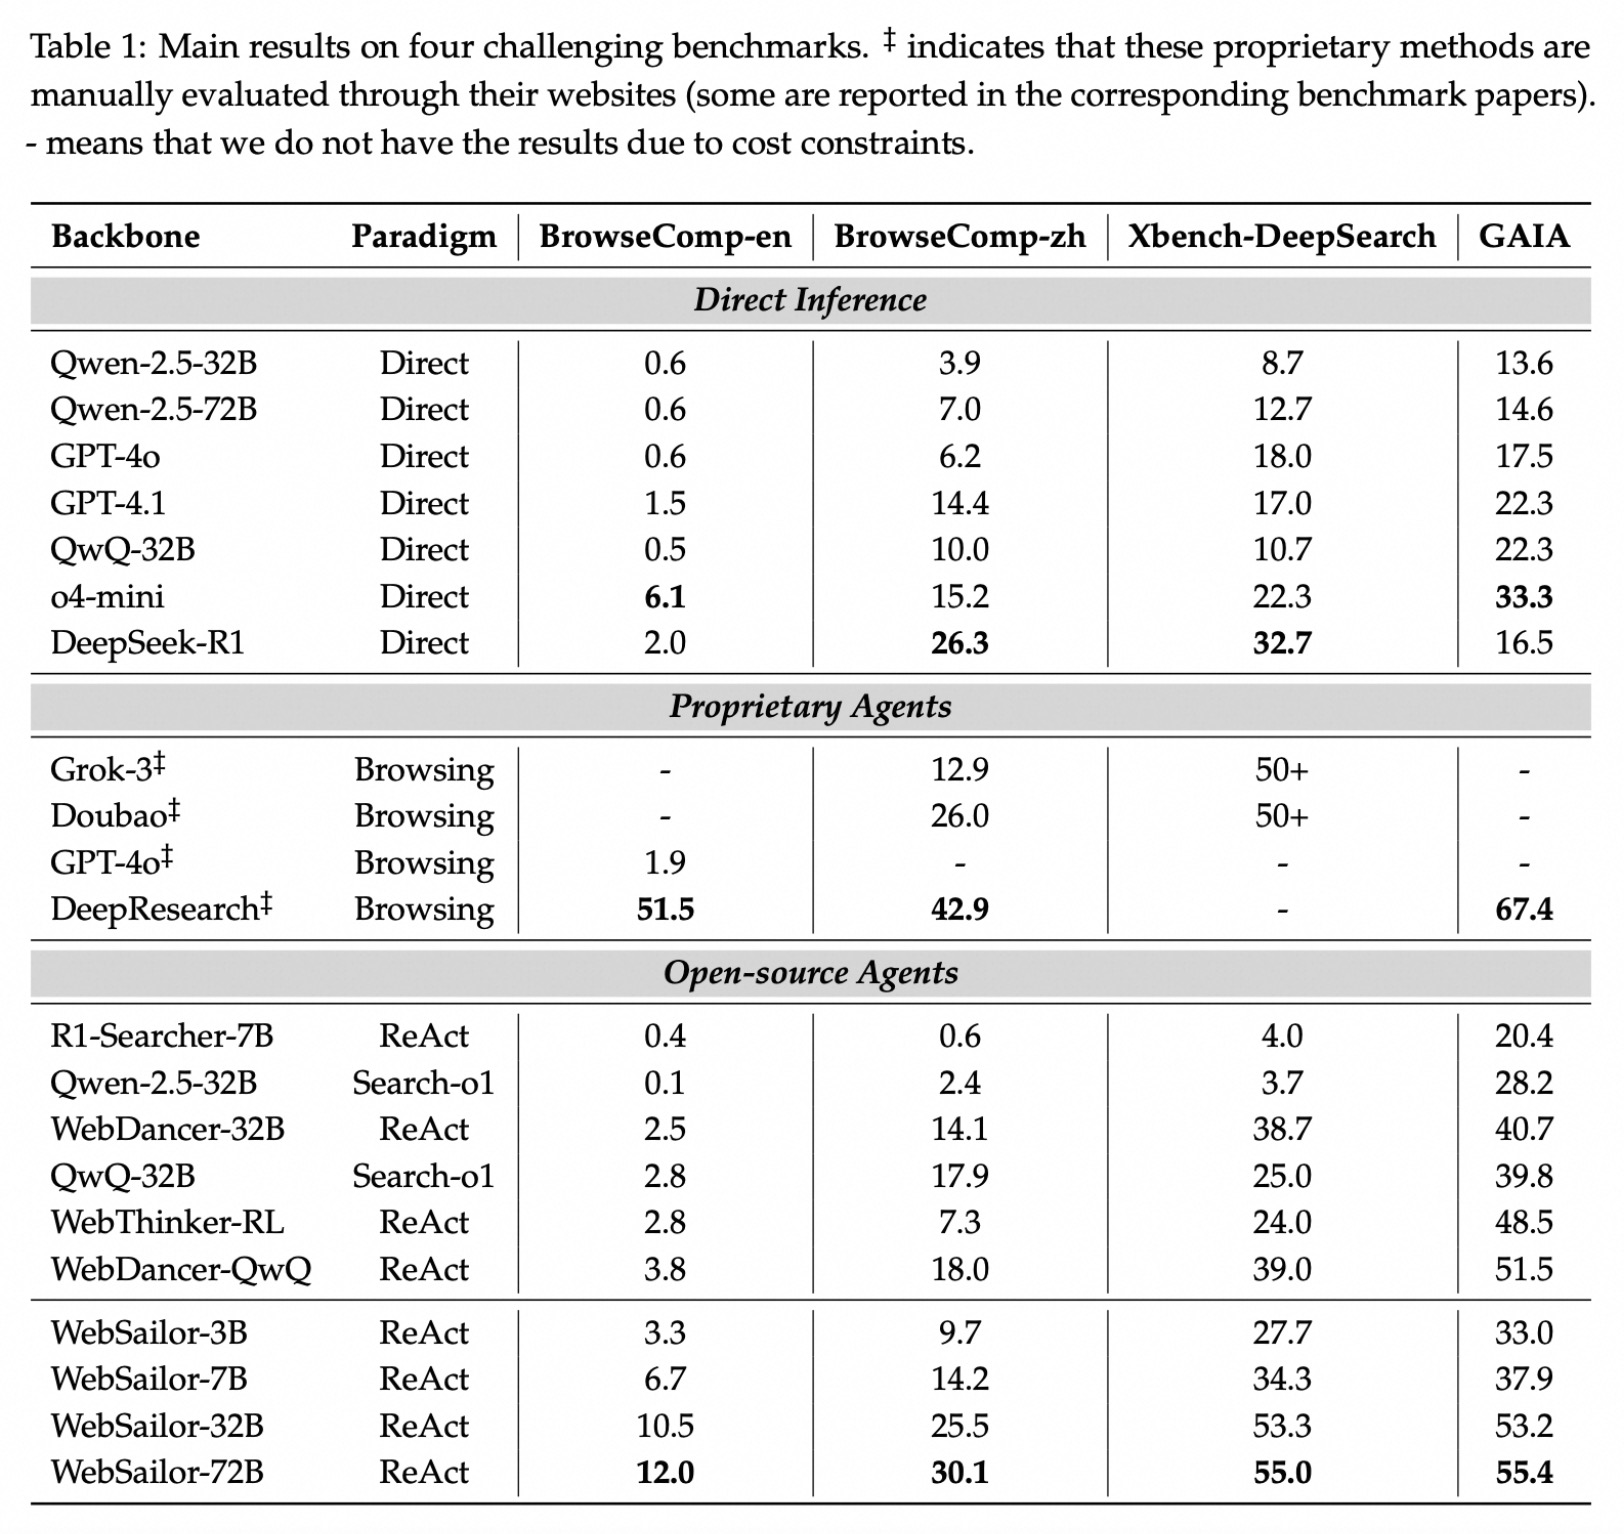 Table 1: Main results on four challenging benchmarks. ‡ indicates that these proprietary methods are
manually evaluated through their websites (some are reported in the corresponding benchmark papers).
- means that we do not have the results due to cost constraints.
Backbone Paradigm BrowseComp-en BrowseComp-zh Xbench-DeepSearch GAIA
Direct Inference
Qwen-2.5-32B Direct 0.6 3.9 8.7 13.6
Qwen-2.5-72B Direct 0.6 7.0 12.7 14.6
GPT-4o Direct 0.6 6.2 18.0 17.5
GPT-4.1 Direct 1.5 14.4 17.0 22.3
QwQ-32B Direct 0.5 10.0 10.7 22.3
o4-mini Direct 6.1 15.2 22.3 33.3
DeepSeek-R1 Direct 2.0 26.3 32.7 16.5
Proprietary Agents
Grok-3‡ Browsing - 12.9 50+ -
Doubao‡ Browsing - 26.0 50+ -
GPT-4o‡ Browsing 1.9 - - -
DeepResearch‡ Browsing 51.5 42.9 - 67.4
Open-source Agents
R1-Searcher-7B ReAct 0.4 0.6 4.0 20.4
Qwen-2.5-32B Search-o1 0.1 2.4 3.7 28.2
WebDancer-32B ReAct 2.5 14.1 38.7 40.7
QwQ-32B Search-o1 2.8 17.9 25.0 39.8
WebThinker-RL ReAct 2.8 7.3 24.0 48.5
WebDancer-QwQ ReAct 3.8 18.0 39.0 51.5
WebSailor-3B ReAct 3.3 9.7 27.7 33.0
WebSailor-7B ReAct 6.7 14.2 34.3 37.9
WebSailor-32B ReAct 10.5 25.5 53.3 53.2
WebSailor-72B ReAct 12.0 30.1 55.0 55.4